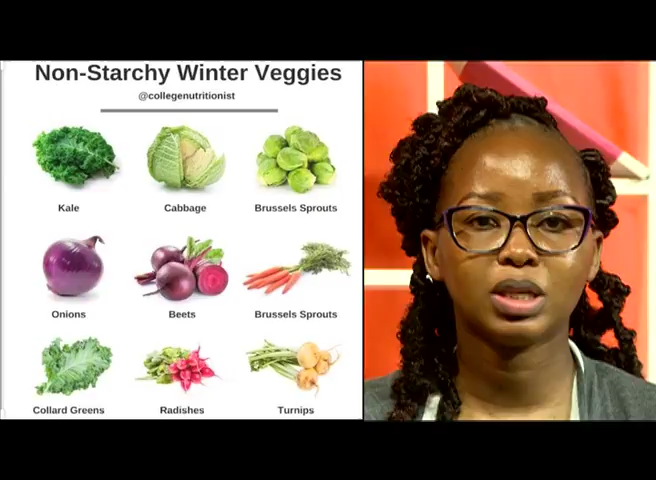 Non-Starchy Winter Veggies
@collegenutritionist
Kale
Cabbage
Brussels Sprouts
Onions
Beets
Brussels Sprouts
Collard Greens
Radishes
Turnips